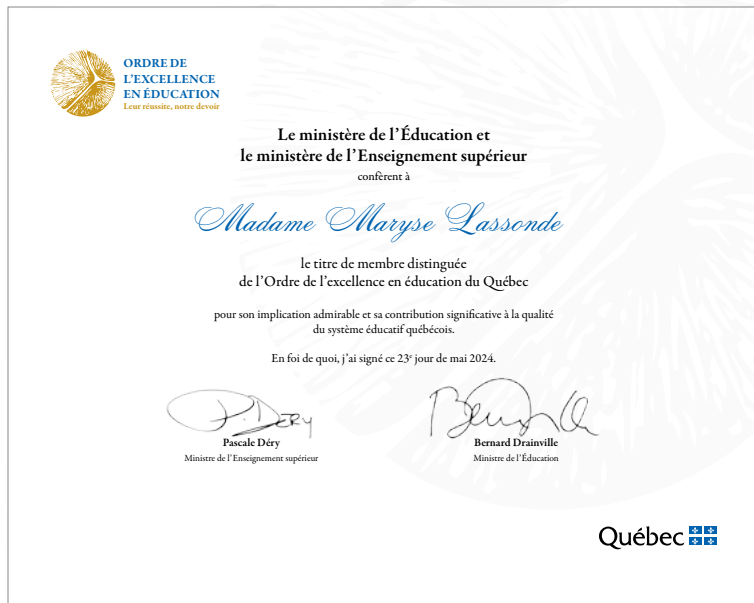 ORDRE DE
L'EXCELLENCE
EN ÉDUCATION
Leur réussite, notre devoir
Le ministère de l'Éducation et
le ministère de l'Enseignement supérieur
confèrent à
Madame Maryse Lassonde
le titre de membre distinguée
de l'Ordre de l'excellence en éducation du Québec
pour son implication admirable et sa contribution significative à la qualité
du système éducatif québécois.
En foi de quoi, j'ai signé ce 23e jour de mai 2024.
P. DERY
Pascale Déry
Ministre de l'Enseignement supérieur
Bernard Drainville
Ministre de l'Éducation
Québec